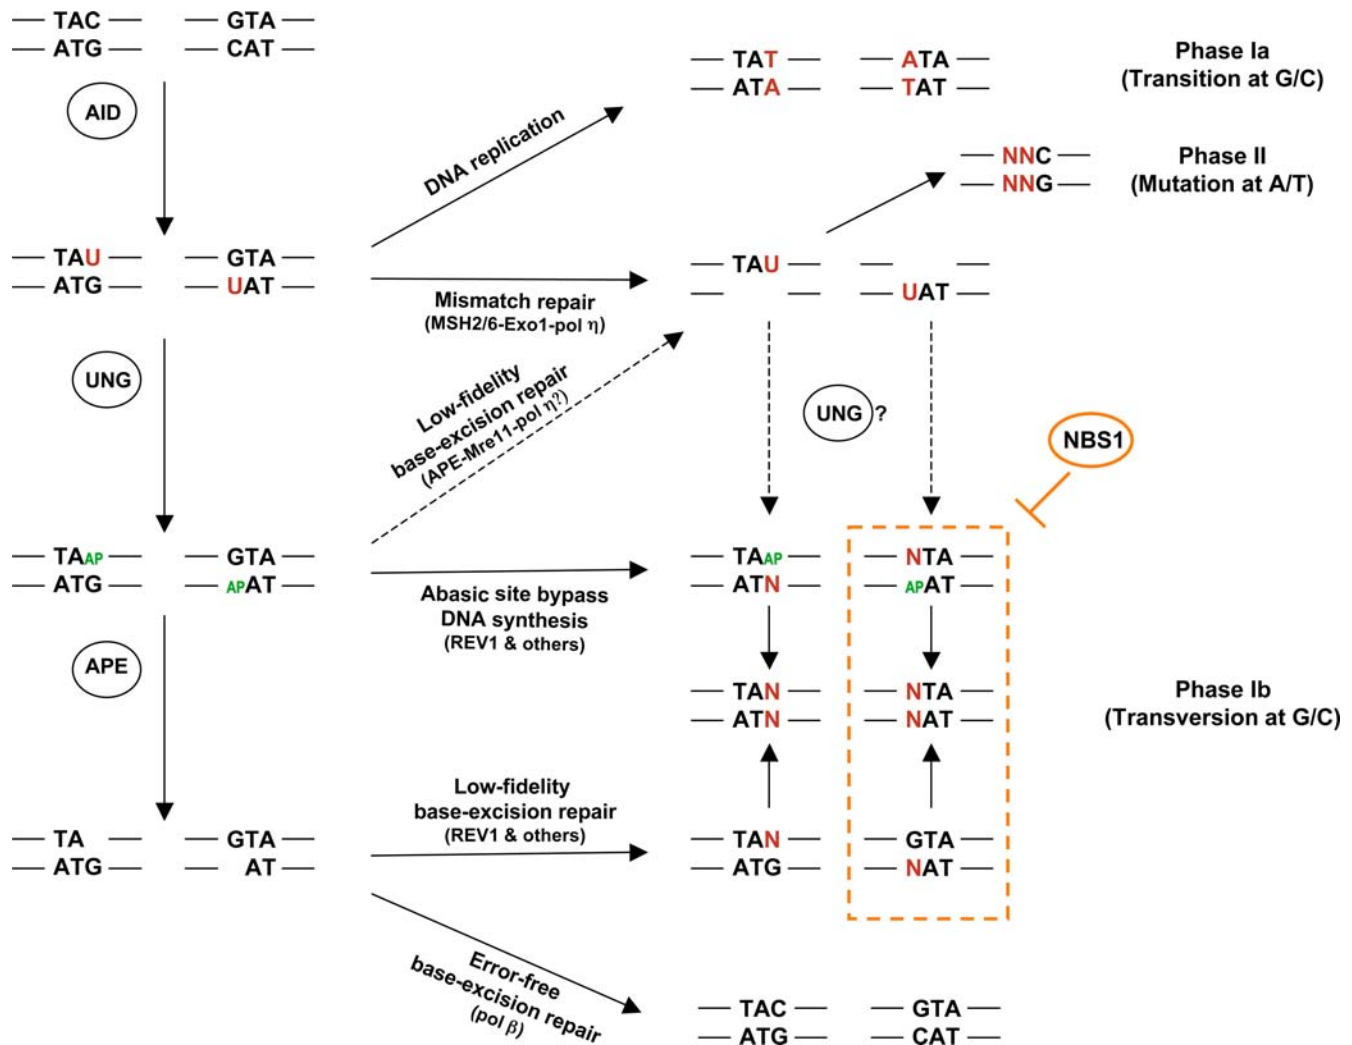 TAC GTA
ATG CAT
AID
TAT ATA
ATA TAT
Phase Ia
(Transition at G/C)
DNA replication
NNC
NNG
Phase II
(Mutation at A/T)
TAU GTA
ATG UAT
Mismatch repair
(MSH2/6-Exo1-pol η)
TAU
UAT
UNG
Low-fidelity
base-excision repair
(APE-Mre11-pol η?)
UNG ?
NBS1
TAAP GTA
ATG APAT
Abasic site bypass
DNA synthesis
(REV1 & others)
TAAP NTA
ATN APAT
APE
TAN NTA
ATN NAT
Phase Ib
(Transversion at G/C)
Low-fidelity
base-excision repair
(REV1 & others)
TA GTA
ATG AT
TAN GTA
ATG NAT
Error-free
base-excision repair
(pol β)
TAC GTA
ATG CAT